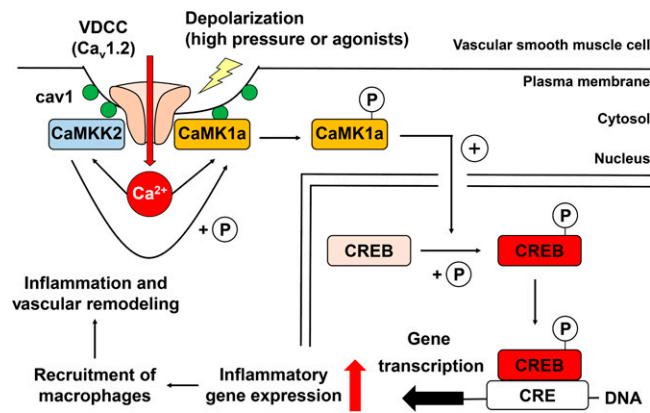 VDCC
(Cav1.2)
Depolarization
(high pressure or agonists)
Vascular smooth muscle cell
Plasma membrane
cav1
CaMKK2
CaMK1a
P
CaMK1a
Cytosol
+
Nucleus
Ca2+
+ P
CREB
+ P
P
CREB
Inflammation and
vascular remodeling
Recruitment of
macrophages
Inflammatory
gene expression
Gene
transcription
P
CREB
CRE
DNA